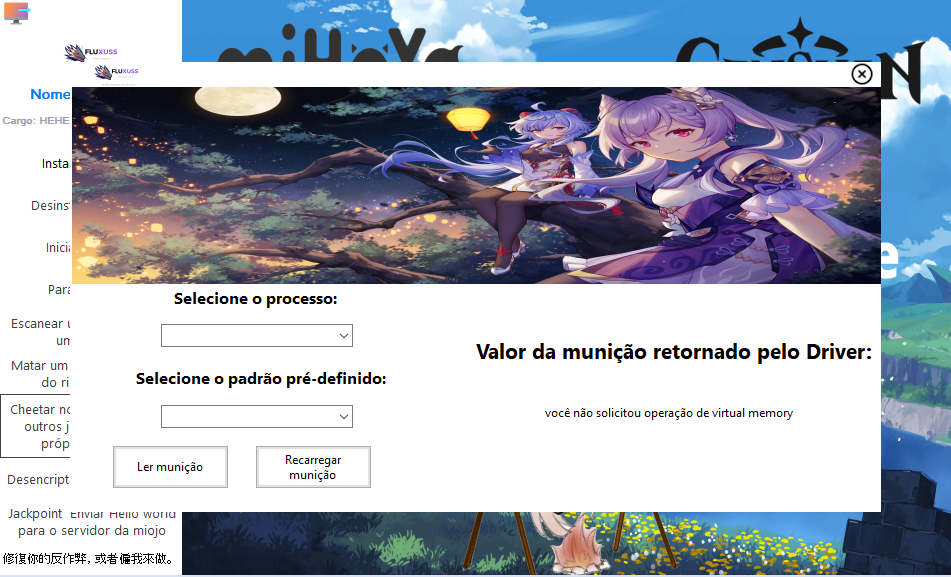 miHoYo
FLUXUSS
FLUXUSS
Nome
Cargo: HEHE
Insta
Desins
Inicia
Para
Escanear u
um
Matar um
do ri
Cheetar no
outros j
próp
Desencript
Jackpoint Enviar Hello world
para o servidor da miojo
修復你的反作弊, 或者僱我來做。
Selecione o processo:
Selecione o padrão pré-definido:
Ler munição
Recarregar
munição
Valor da munição retornado pelo Driver:
você não solicitou operação de virtual memory
e